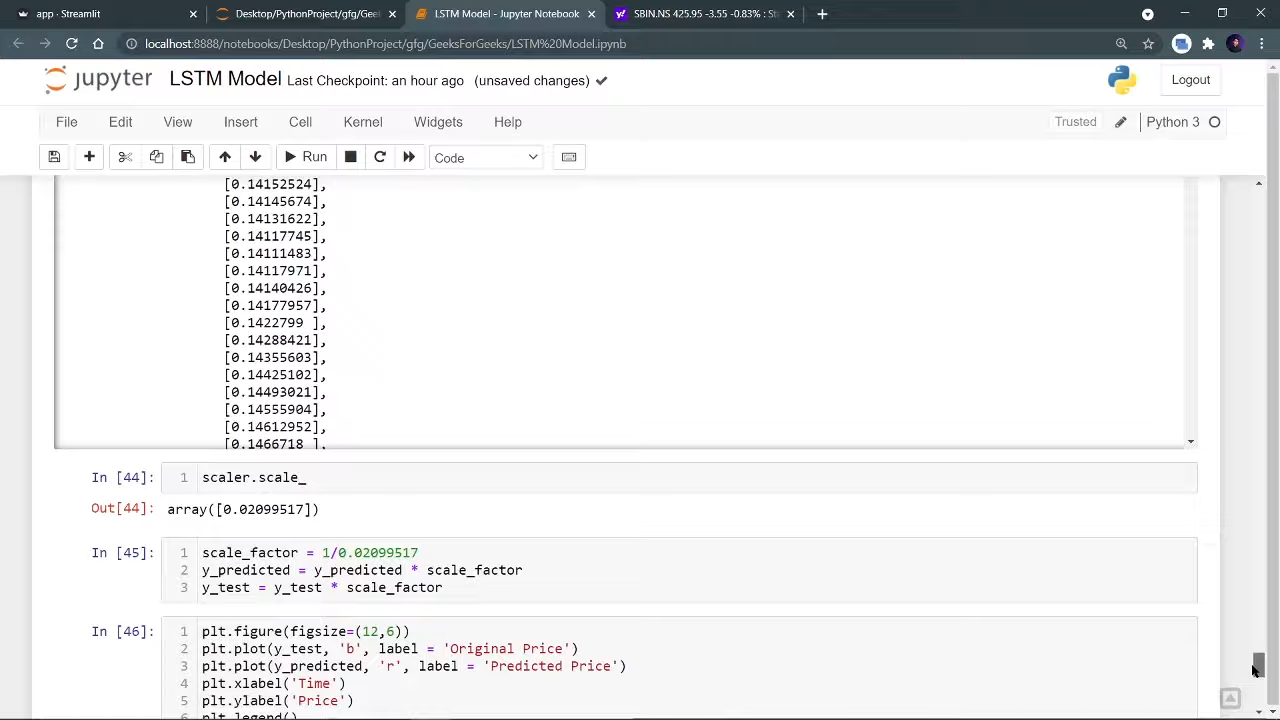 app · Streamlit
Desktop/PythonProject/gfg/Geek
LSTM Model - Jupyter Notebook
SBIN.NS 425.95 -3.55 -0.83% : St
localhost:8888/notebooks/Desktop/PythonProject/gfg/GeeksForGeeks/LSTM%20Model.ipynb
jupyter LSTM Model Last Checkpoint: an hour ago (unsaved changes)
Logout
File Edit View Insert Cell Kernel Widgets Help
Trusted Python 3
Run Code
[0.14152524],
[0.14145674],
[0.14131622],
[0.14117745],
[0.14111483],
[0.14117971],
[0.14140426],
[0.14177957],
[0.1422799 ],
[0.14288421],
[0.14355603],
[0.14425102],
[0.14493021],
[0.14555904],
[0.14612952],
[0.1466718 ],
In [44]: 1 scaler.scale_
Out[44]: array([0.02099517])
In [45]: 1 scale_factor = 1/0.02099517
2 y_predicted = y_predicted * scale_factor
3 y_test = y_test * scale_factor
In [46]: 1 plt.figure(figsize=(12,6))
2 plt.plot(y_test, 'b', label = 'Original Price')
3 plt.plot(y_predicted, 'r', label = 'Predicted Price')
4 plt.xlabel('Time')
5 plt.ylabel('Price')
6 plt.legend()